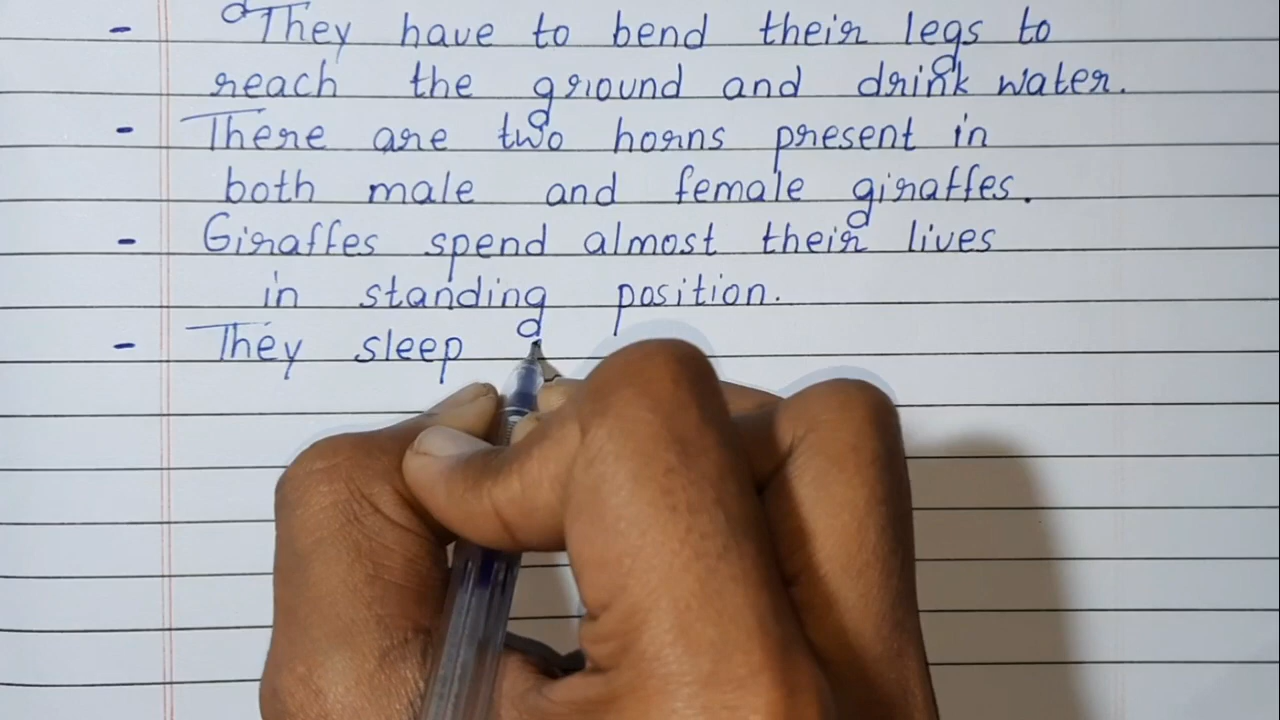 - They have to bend their legs to
reach the ground and drink water.
- There are two horns present in
both male and female giraffes.
- Giraffes spend almost their lives
in standing position.
- They sleep